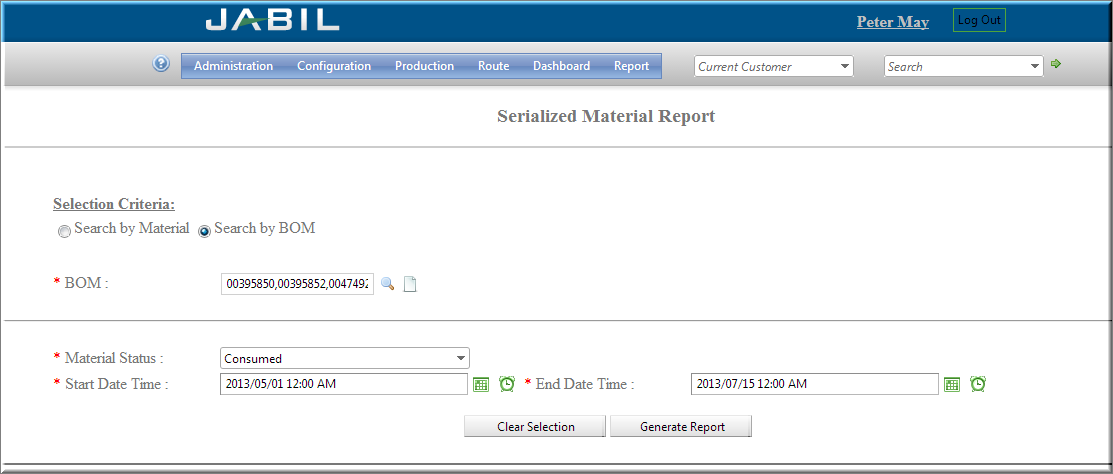 JABIL
Peter May Log Out
? Administration Configuration Production Route Dashboard Report Current Customer Search
Serialized Material Report
Selection Criteria:
Search by Material Search by BOM
* BOM : 00395850,00395852,0047492
* Material Status : Consumed
* Start Date Time : 2013/05/01 12:00 AM * End Date Time : 2013/07/15 12:00 AM
Clear Selection Generate Report